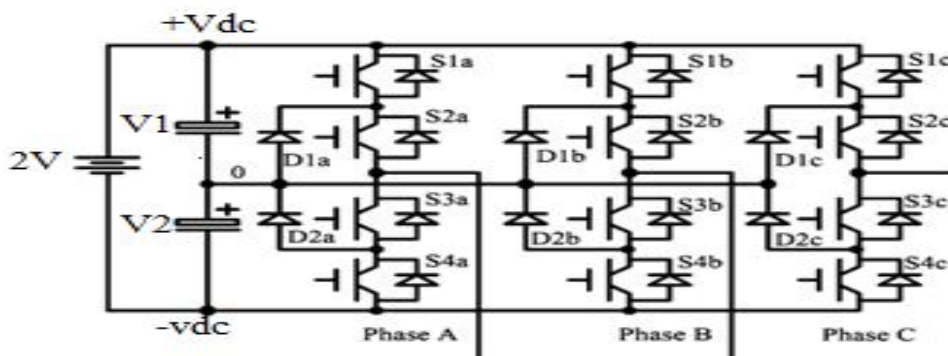 +Vdc
S1a S1b S1c
V1 + S2a S2b S2c
2V D1a D1b D1c
0
V2 + S3a S3b S3c
D2a D2b D2c
S4a S4b S4c
-vdc
Phase A Phase B Phase C